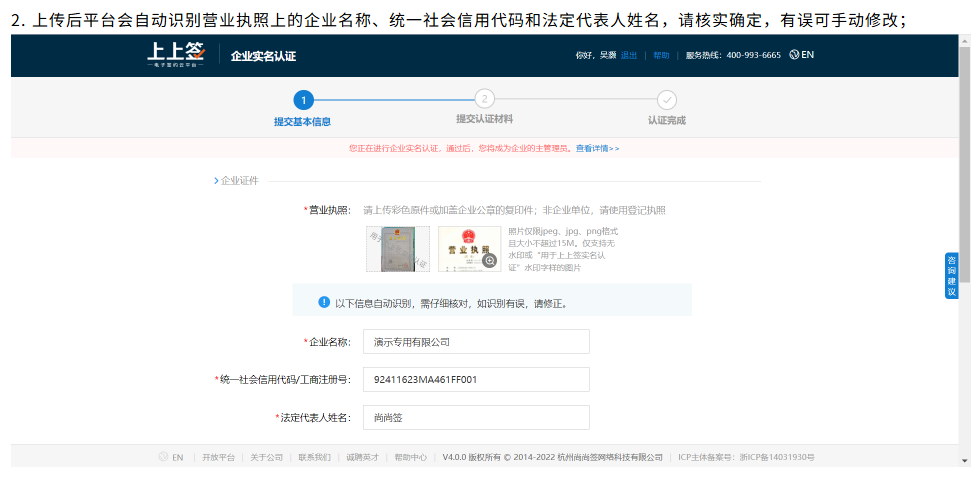 2. 上传后平台会自动识别营业执照上的企业名称、统一社会信用代码和法定代表人姓名，请核实确定，有误可手动修改；
上上签
电子签约云平台
企业实名认证
你好，吴灏 退出 | 帮助 | 服务热线：400-993-6665 EN
1 2
提交基本信息 提交认证材料 认证完成
您正在进行企业实名认证，通过后，您将成为企业的主管理员。查看详情>>
企业证件
*营业执照： 请上传彩色原件或加盖企业公章的复印件；非企业单位，请使用登记执照
营业执照
照片仅限jpeg、jpg、png格式
且大小不超过15M。仅支持无
水印或“用于上上签实名认
证”水印字样的图片
咨询建议
以下信息自动识别，需仔细核对，如识别有误，请修正。
*企业名称： 演示专用有限公司
*统一社会信用代码/工商注册号： 92411623MA461FF001
*法定代表人姓名： 尚尚签
EN | 开放平台 | 关于公司 | 联系我们 | 诚聘英才 | 帮助中心 | V4.0.0 版权所有 © 2014-2022 杭州尚尚签网络科技有限公司 | ICP主体备案号：浙ICP备14031930号